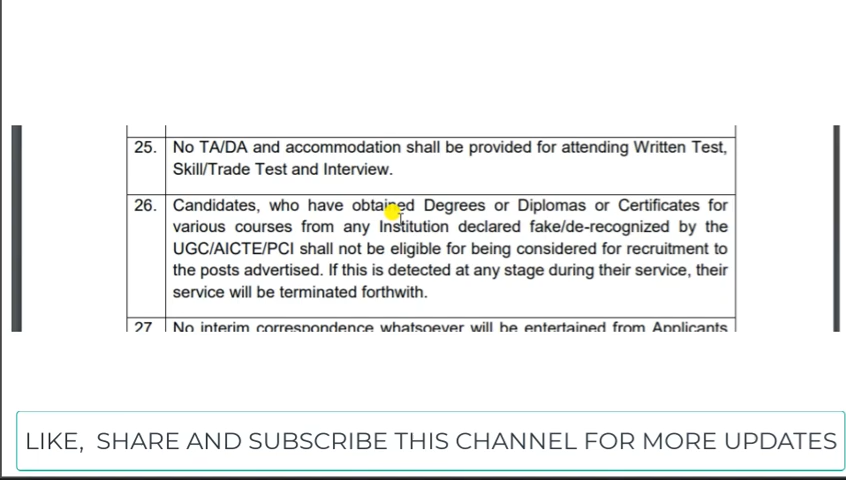 25. No TA/DA and accommodation shall be provided for attending Written Test,
Skill/Trade Test and Interview.
26. Candidates, who have obtained Degrees or Diplomas or Certificates for
various courses from any Institution declared fake/de-recognized by the
UGC/AICTE/PCI shall not be eligible for being considered for recruitment to
the posts advertised. If this is detected at any stage during their service, their
service will be terminated forthwith.
27 No interim correspondence whatsoever will be entertained from Applicants
LIKE, SHARE AND SUBSCRIBE THIS CHANNEL FOR MORE UPDATES